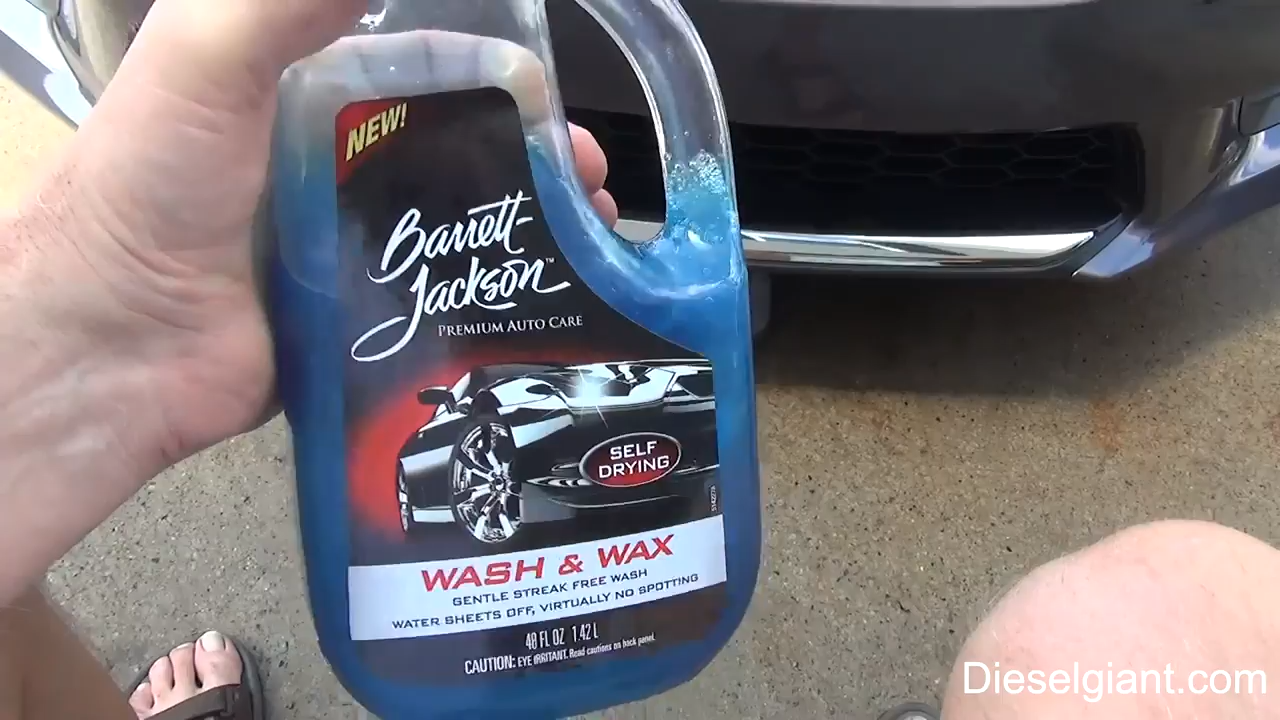 NEW!
Barrett-
Jackson™
PREMIUM AUTO CARE
SELF
DRYING
WASH & WAX
GENTLE STREAK FREE WASH
WATER SHEETS OFF, VIRTUALLY NO SPOTTING
48 FL OZ 1.42 L
CAUTION: EYE IRRITANT. Read cautions on back panel.
Dieselgiant.com